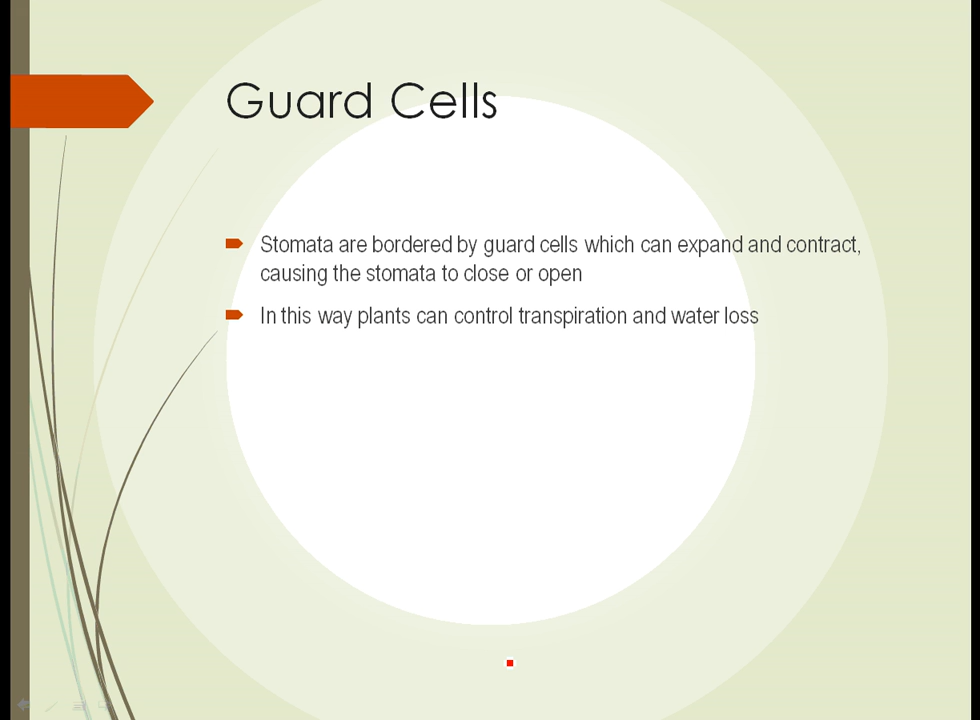 Guard Cells
Stomata are bordered by guard cells which can expand and contract,
causing the stomata to close or open
In this way plants can control transpiration and water loss